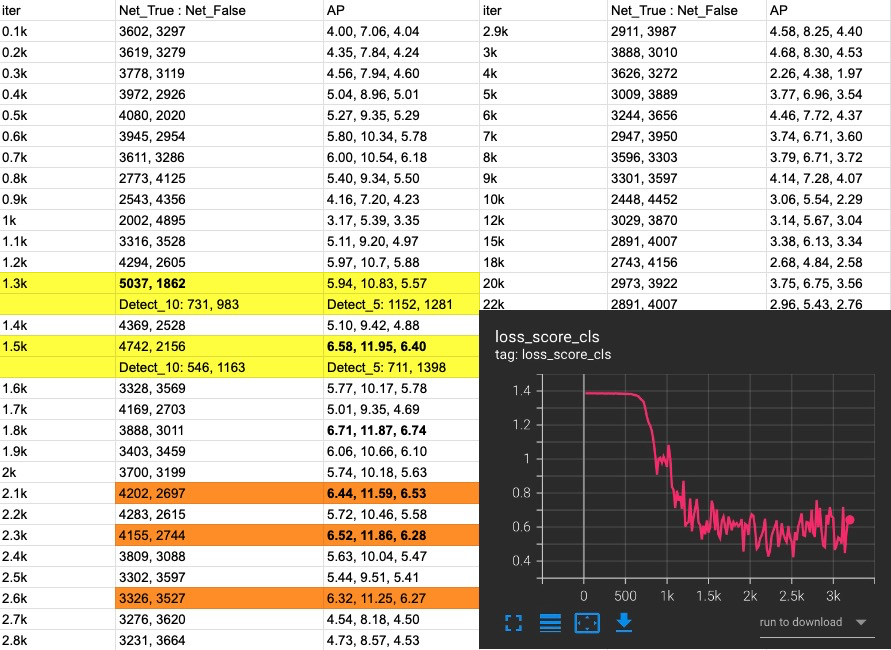 iter Net_True : Net_False AP
0.1k 3602, 3297 4.00, 7.06, 4.04
0.2k 3619, 3279 4.35, 7.84, 4.24
0.3k 3778, 3119 4.56, 7.94, 4.60
0.4k 3972, 2926 5.04, 8.96, 5.01
0.5k 4080, 2020 5.27, 9.35, 5.29
0.6k 3945, 2954 5.80, 10.34, 5.78
0.7k 3611, 3286 6.00, 10.54, 6.18
0.8k 2773, 4125 5.40, 9.34, 5.50
0.9k 2543, 4356 4.16, 7.20, 4.23
1k 2002, 4895 3.17, 5.39, 3.35
1.1k 3316, 3528 5.11, 9.20, 4.97
1.2k 4294, 2605 5.97, 10.7, 5.88
1.3k 5037, 1862 5.94, 10.83, 5.57
Detect_10: 731, 983 Detect_5: 1152, 1281
1.4k 4369, 2528 5.10, 9.42, 4.88
1.5k 4742, 2156 6.58, 11.95, 6.40
Detect_10: 546, 1163 Detect_5: 711, 1398
1.6k 3328, 3569 5.77, 10.17, 5.78
1.7k 4169, 2703 5.01, 9.35, 4.69
1.8k 3888, 3011 6.71, 11.87, 6.74
1.9k 3403, 3459 6.06, 10.66, 6.10
2k 3700, 3199 5.74, 10.18, 5.63
2.1k 4202, 2697 6.44, 11.59, 6.53
2.2k 4283, 2615 5.72, 10.46, 5.58
2.3k 4155, 2744 6.52, 11.86, 6.28
2.4k 3809, 3088 5.63, 10.04, 5.47
2.5k 3302, 3597 5.44, 9.51, 5.41
2.6k 3326, 3527 6.32, 11.25, 6.27
2.7k 3276, 3620 4.54, 8.18, 4.50
2.8k 3231, 3664 4.73, 8.57, 4.53
iter Net_True : Net_False AP
2.9k 2911, 3987 4.58, 8.25, 4.40
3k 3888, 3010 4.68, 8.30, 4.53
4k 3626, 3272 2.26, 4.38, 1.97
5k 3009, 3889 3.77, 6.96, 3.54
6k 3244, 3656 4.46, 7.72, 4.37
7k 2947, 3950 3.74, 6.71, 3.60
8k 3596, 3303 3.79, 6.71, 3.72
9k 3301, 3597 4.14, 7.28, 4.07
10k 2448, 4452 3.06, 5.54, 2.29
12k 3029, 3870 3.14, 5.67, 3.04
15k 2891, 4007 3.38, 6.13, 3.34
18k 2743, 4156 2.68, 4.84, 2.58
20k 2973, 3922 3.75, 6.75, 3.56
22k 2891, 4007 2.96, 5.43, 2.76
loss_score_cls
tag: loss_score_cls
1.4
1.2
1
0.8
0.6
0.4
0 500 1k 1.5k 2k 2.5k 3k
run to download